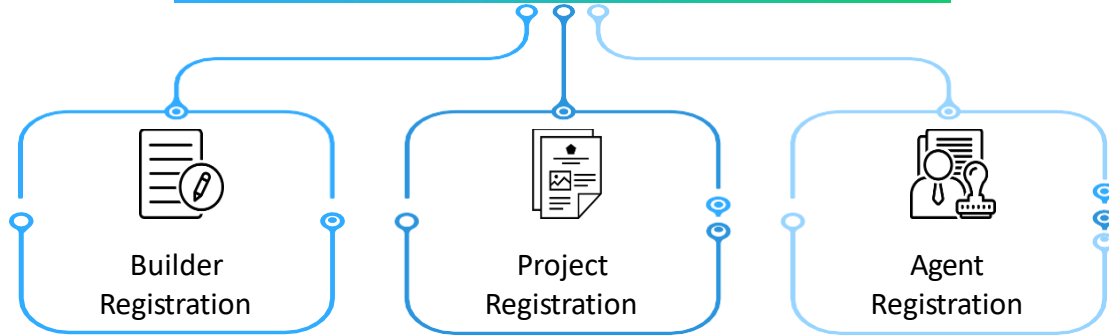 Builder
Registration
Project
Registration
Agent
Registration